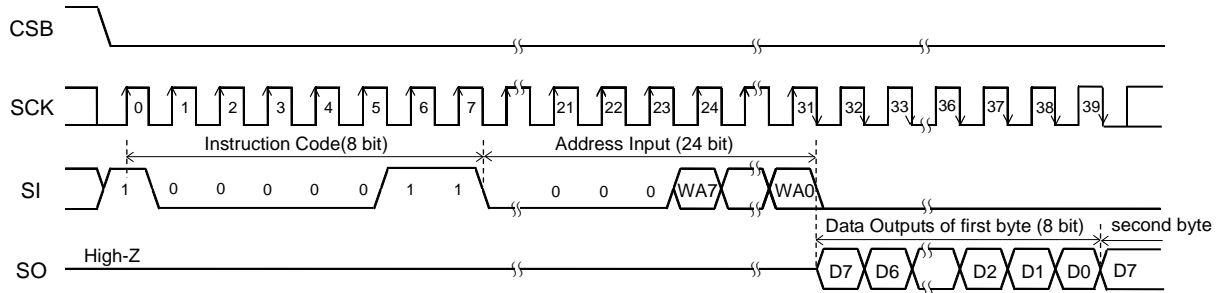 CSB
SCK 0 1 2 3 4 5 6 7 21 22 23 24 31 32 33 36 37 38 39
Instruction Code(8 bit) Address Input (24 bit)
SI 1 0 0 0 0 0 1 1 0 0 0 WA7 WA0
Data Outputs of first byte (8 bit) second byte
High-Z
SO D7 D6 D2 D1 D0 D7